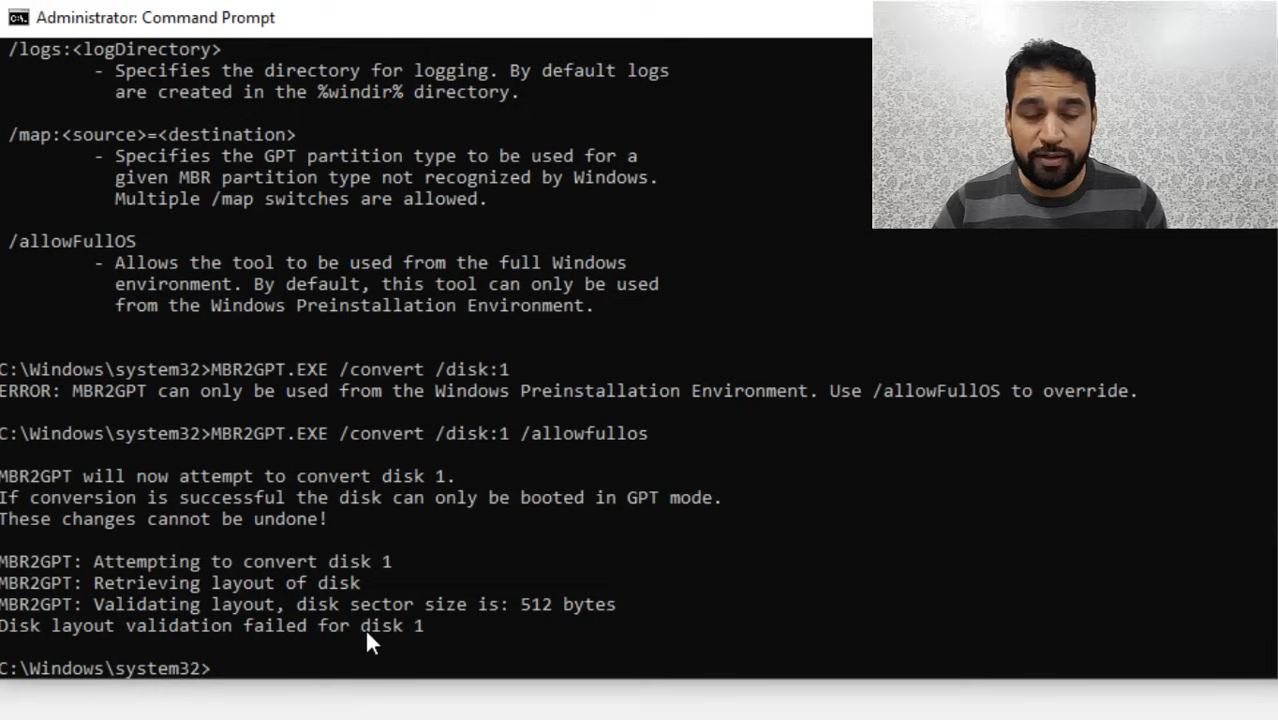 Administrator: Command Prompt
/logs:<logDirectory>
- Specifies the directory for logging. By default logs
are created in the %windir% directory.
/map:<source>=<destination>
- Specifies the GPT partition type to be used for a
given MBR partition type not recognized by Windows.
Multiple /map switches are allowed.
/allowFullOS
- Allows the tool to be used from the full Windows
environment. By default, this tool can only be used
from the Windows Preinstallation Environment.
C:\Windows\system32>MBR2GPT.EXE /convert /disk:1
ERROR: MBR2GPT can only be used from the Windows Preinstallation Environment. Use /allowFullOS to override.
C:\Windows\system32>MBR2GPT.EXE /convert /disk:1 /allowfullos
MBR2GPT will now attempt to convert disk 1.
If conversion is successful the disk can only be booted in GPT mode.
These changes cannot be undone!
MBR2GPT: Attempting to convert disk 1
MBR2GPT: Retrieving layout of disk
MBR2GPT: Validating layout, disk sector size is: 512 bytes
Disk layout validation failed for disk 1
C:\Windows\system32>